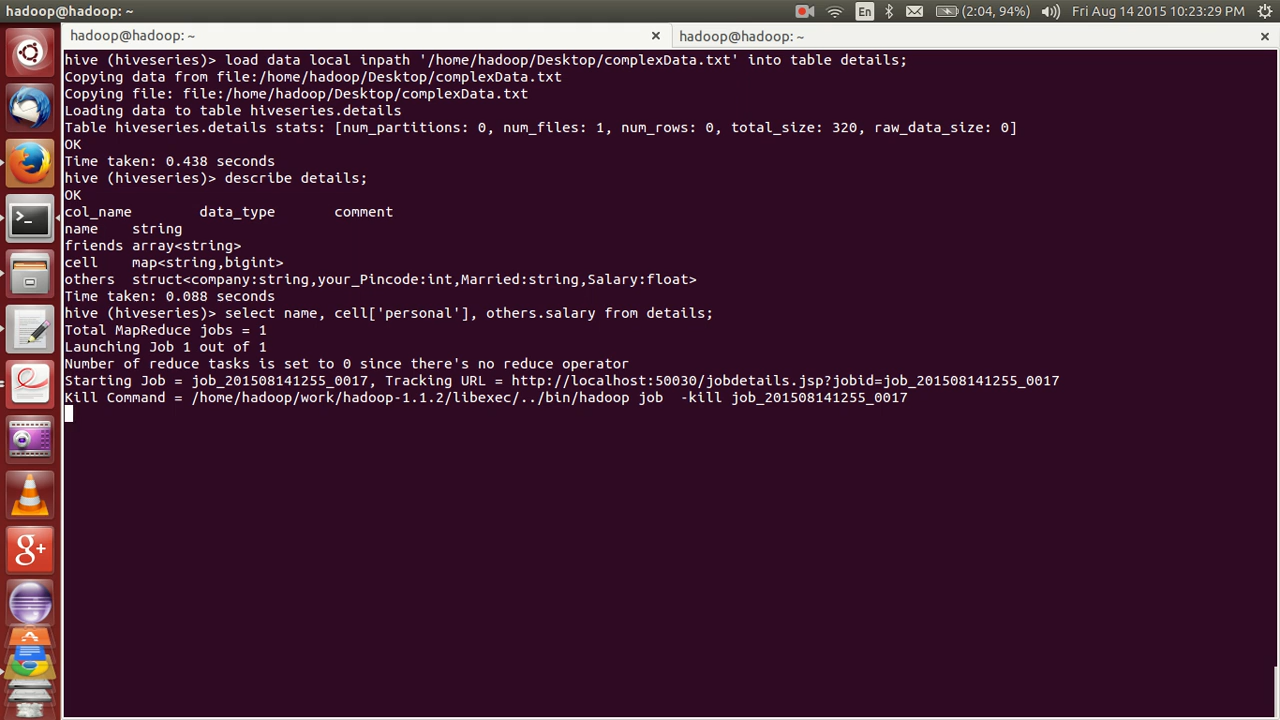 hadoop@hadoop: ~
En
(2:04, 94%)
Fri Aug 14 2015 10:23:29 PM
hadoop@hadoop: ~
hadoop@hadoop: ~
hive (hiveseries)> load data local inpath '/home/hadoop/Desktop/complexData.txt' into table details;
Copying data from file:/home/hadoop/Desktop/complexData.txt
Copying file: file:/home/hadoop/Desktop/complexData.txt
Loading data to table hiveseries.details
Table hiveseries.details stats: [num_partitions: 0, num_files: 1, num_rows: 0, total_size: 320, raw_data_size: 0]
OK
Time taken: 0.438 seconds
hive (hiveseries)> describe details;
OK
col_name data_type comment
name string
friends array<string>
cell map<string,bigint>
others struct<company:string,your_Pincode:int,Married:string,Salary:float>
Time taken: 0.088 seconds
hive (hiveseries)> select name, cell['personal'], others.salary from details;
Total MapReduce jobs = 1
Launching Job 1 out of 1
Number of reduce tasks is set to 0 since there's no reduce operator
Starting Job = job_201508141255_0017, Tracking URL = http://localhost:50030/jobdetails.jsp?jobid=job_201508141255_0017
Kill Command = /home/hadoop/work/hadoop-1.1.2/libexec/../bin/hadoop job  -kill job_201508141255_0017